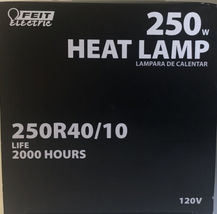 FEIT
electric
250W
HEAT LAMP
LAMPARA DE CALENTAR
250R40/10
LIFE
2000 HOURS
120V